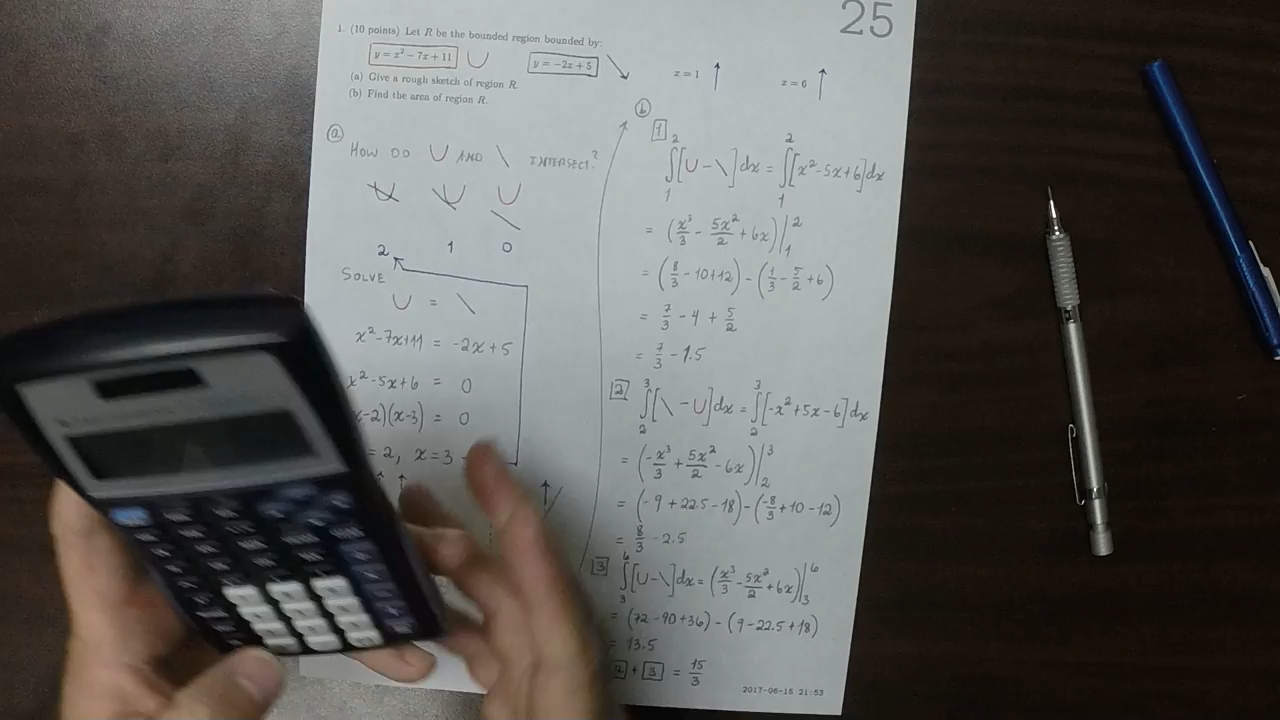 25
1. (10 points) Let R be the bounded region bounded by:
y = x² − 7x + 11 y = −2x + 5 x = 1 x = 6
(a) Give a rough sketch of region R.
(b) Find the area of region R.
(a)
HOW DO ∪ AND \ INTERSECT?
2 1 0
SOLVE
∪ = \
x²-7x+11 = -2x+5
x²-5x+6 = 0
(x-2)(x-3) = 0
= 2, x=3
(b)
1
∫₁² [∪ - \] dx = ∫₁² [x²-5x+6] dx
= (x³/3 - 5x²/2 + 6x) |₁²
= (8/3 - 10+12) - (1/3 - 5/2 + 6)
= 7/3 - 4 + 5/2
= 7/3 - 1.5
2 ∫₂³ [\ - ∪] dx = ∫₂³ [-x²+5x-6] dx
= (-x³/3 + 5x²/2 - 6x) |₂³
= (-9 + 22.5 - 18) - (-8/3 + 10 - 12)
= 8/3 - 2.5
3 ∫₃⁶ [∪ - \] dx = (x³/3 - 5x²/2 + 6x) |₃⁶
= (72 - 90 + 36) - (9 - 22.5 + 18)
= 13.5
2 + 3 = 15/3
2017-06-15 21:53